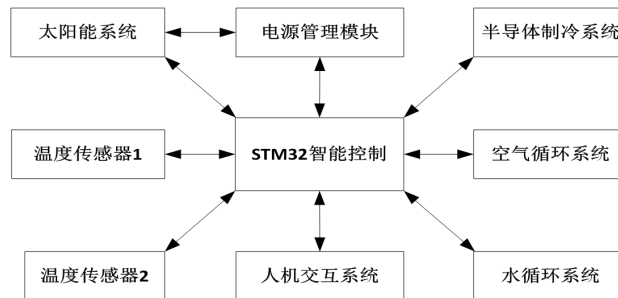 太阳能系统
电源管理模块
半导体制冷系统
温度传感器1
STM32智能控制
空气循环系统
温度传感器2
人机交互系统
水循环系统